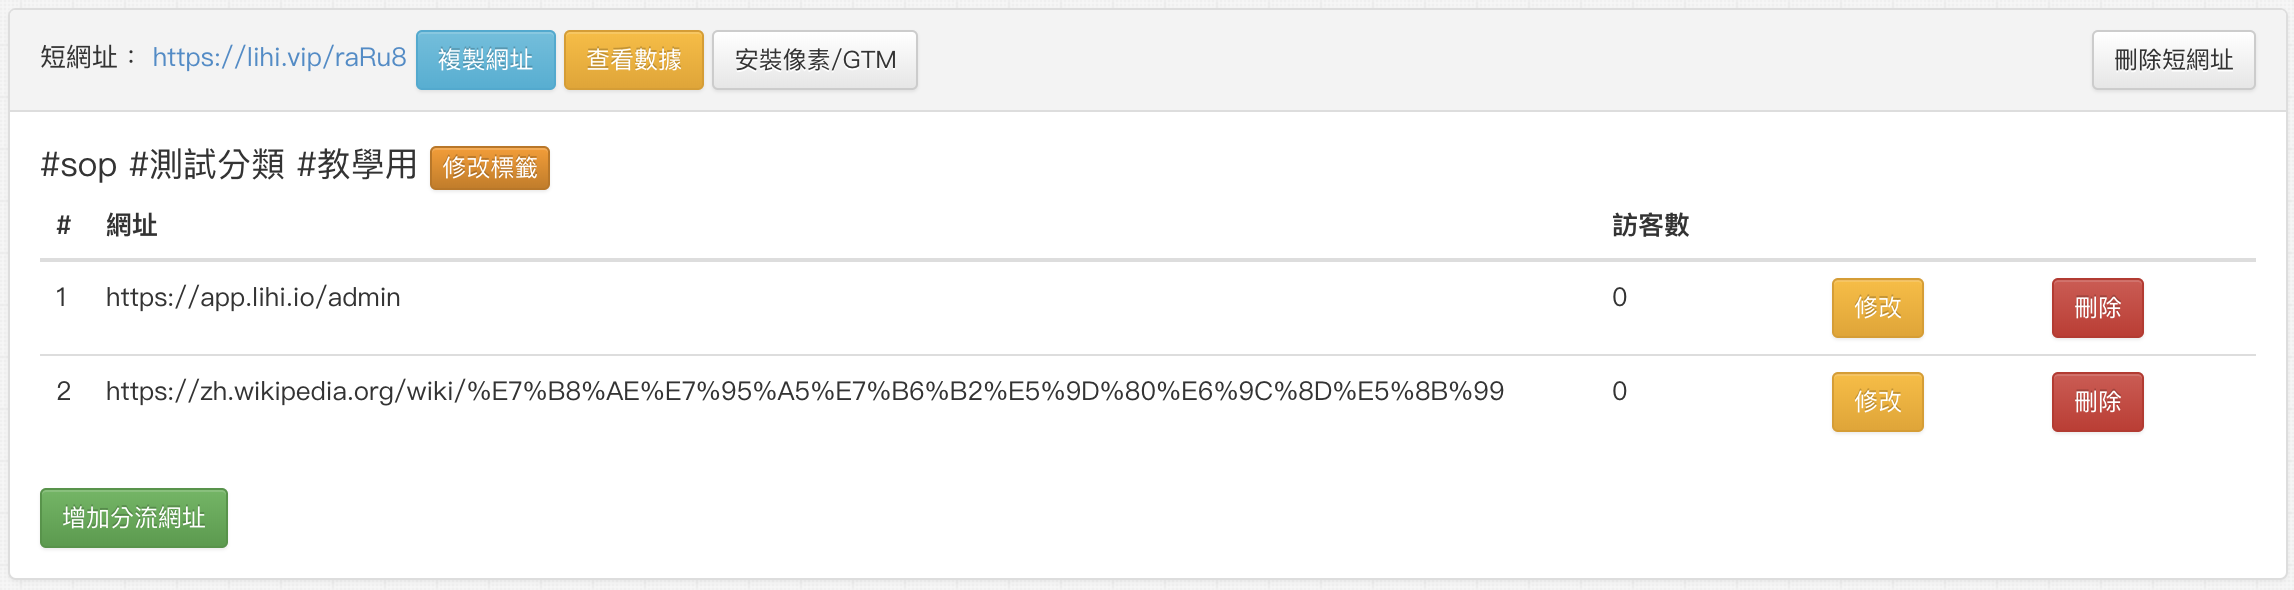 短網址： https://lihi.vip/raRu8 複製網址 查看數據 安裝像素/GTM 刪除短網址
#sop #測試分類 #教學用 修改標籤
# 網址 訪客數
1 https://app.lihi.io/admin 0 修改 刪除
2 https://zh.wikipedia.org/wiki/%E7%B8%AE%E7%95%A5%E7%B6%B2%E5%9D%80%E6%9C%8D%E5%8B%99 0 修改 刪除
增加分流網址